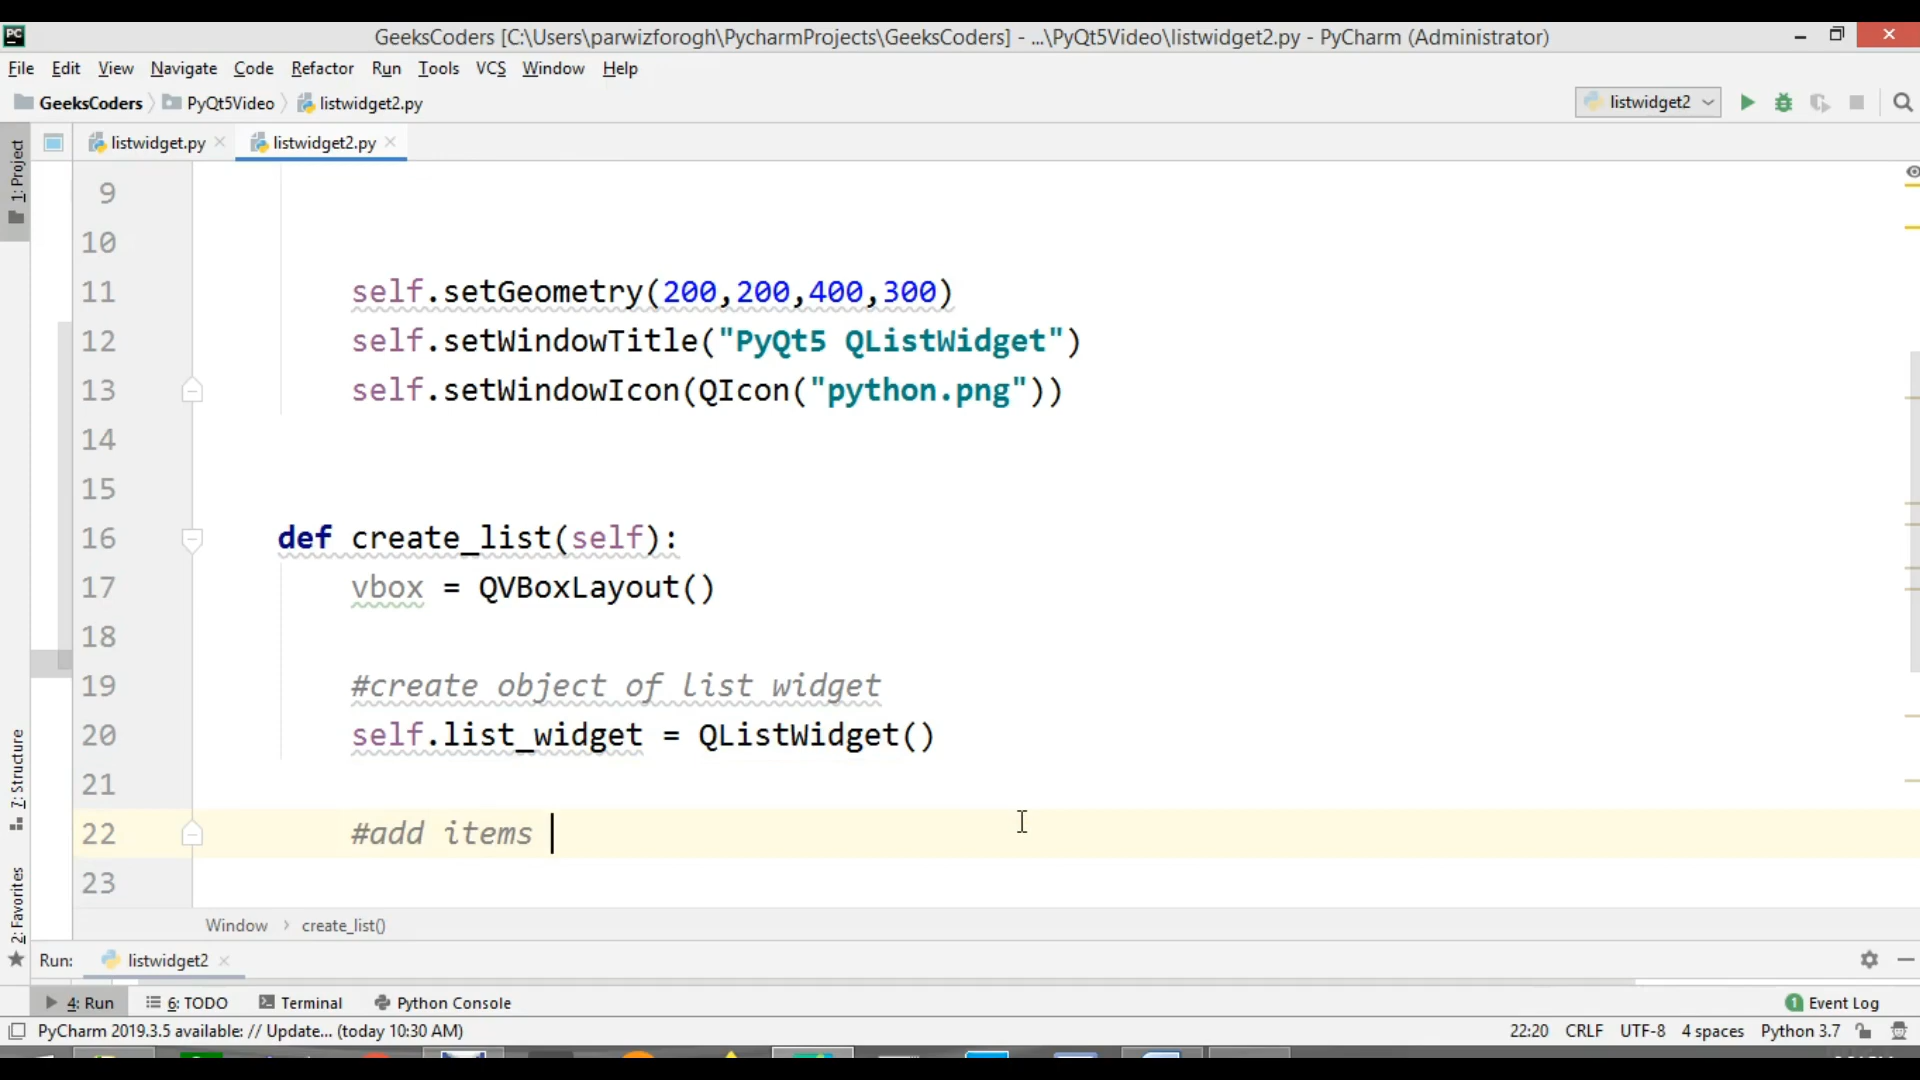 PC GeeksCoders [C:\Users\parwizforogh\PycharmProjects\GeeksCoders] - ...\PyQt5Video\listwidget2.py - PyCharm (Administrator)
File Edit View Navigate Code Refactor Run Tools VCS Window Help
GeeksCoders PyQt5Video listwidget2.py listwidget2
1: Project
listwidget.py listwidget2.py
9
10
11 self.setGeometry(200,200,400,300)
12 self.setWindowTitle("PyQt5 QListWidget")
13 self.setWindowIcon(QIcon("python.png"))
14
15
16 def create_list(self):
17 vbox = QVBoxLayout()
18
19 #create object of list widget
20 self.list_widget = QListWidget()
21
22 #add items
23
7: Structure
2: Favorites
Window › create_list()
Run: listwidget2
4: Run 6: TODO Terminal Python Console 1 Event Log
PyCharm 2019.3.5 available: // Update... (today 10:30 AM) 22:20 CRLF UTF-8 4 spaces Python 3.7